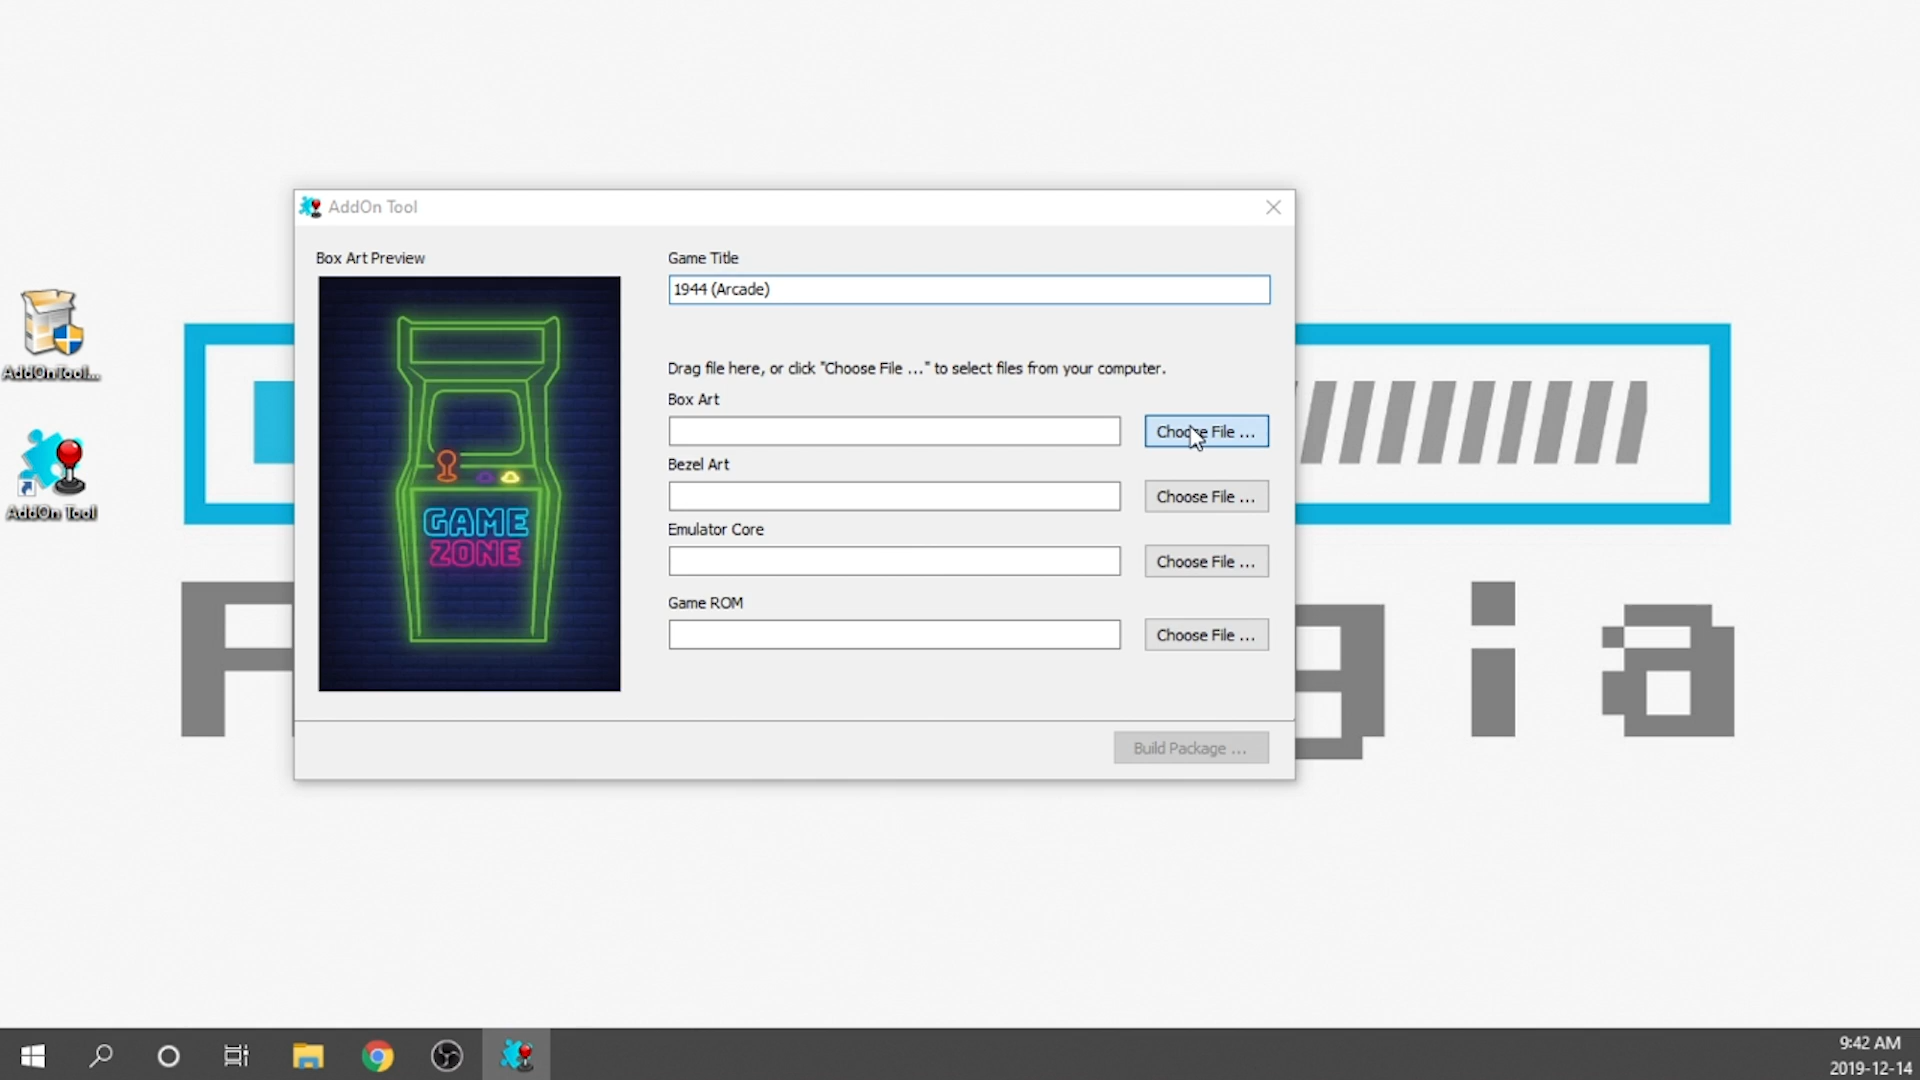 AddOn Tool
Box Art Preview
Game Title
1944 (Arcade)
Drag file here, or click "Choose File ..." to select files from your computer.
Box Art
Choose File ...
Bezel Art
Choose File ...
Emulator Core
Choose File ...
Game ROM
Choose File ...
GAME
ZONE
Build Package ...
AddOnTool...
AddOn Tool
gia
9:42 AM
2019-12-14